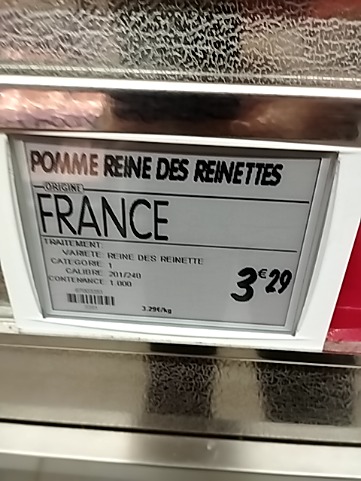 POMME REINE DES REINETTES
ORIGINE
FRANCE
TRAITEMENT
VARIETE REINE DES REINETTE
CATEGORIE 1
CALIBRE 201/240
CONTENANCE 1.000
3€29
3.29€/kg